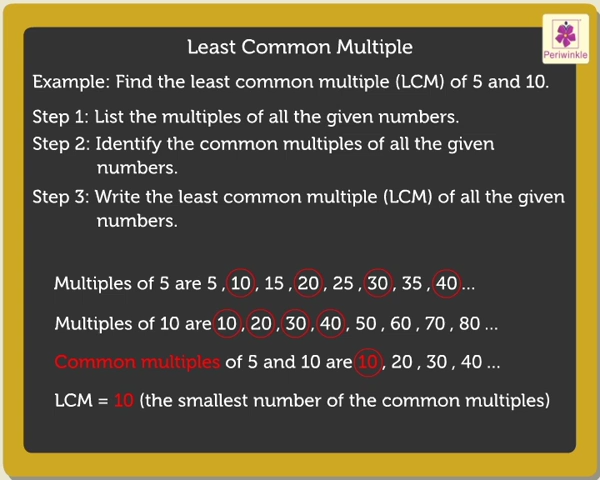 Periwinkle
Least Common Multiple
Example: Find the least common multiple (LCM) of 5 and 10.
Step 1: List the multiples of all the given numbers.
Step 2: Identify the common multiples of all the given
numbers.
Step 3: Write the least common multiple (LCM) of all the given
numbers.
Multiples of 5 are 5 , 10 , 15 , 20 , 25 , 30 , 35 , 40 ...
Multiples of 10 are 10 , 20 , 30 , 40 , 50 , 60 , 70 , 80 ...
Common multiples of 5 and 10 are 10 , 20 , 30 , 40 ...
LCM = 10 (the smallest number of the common multiples)